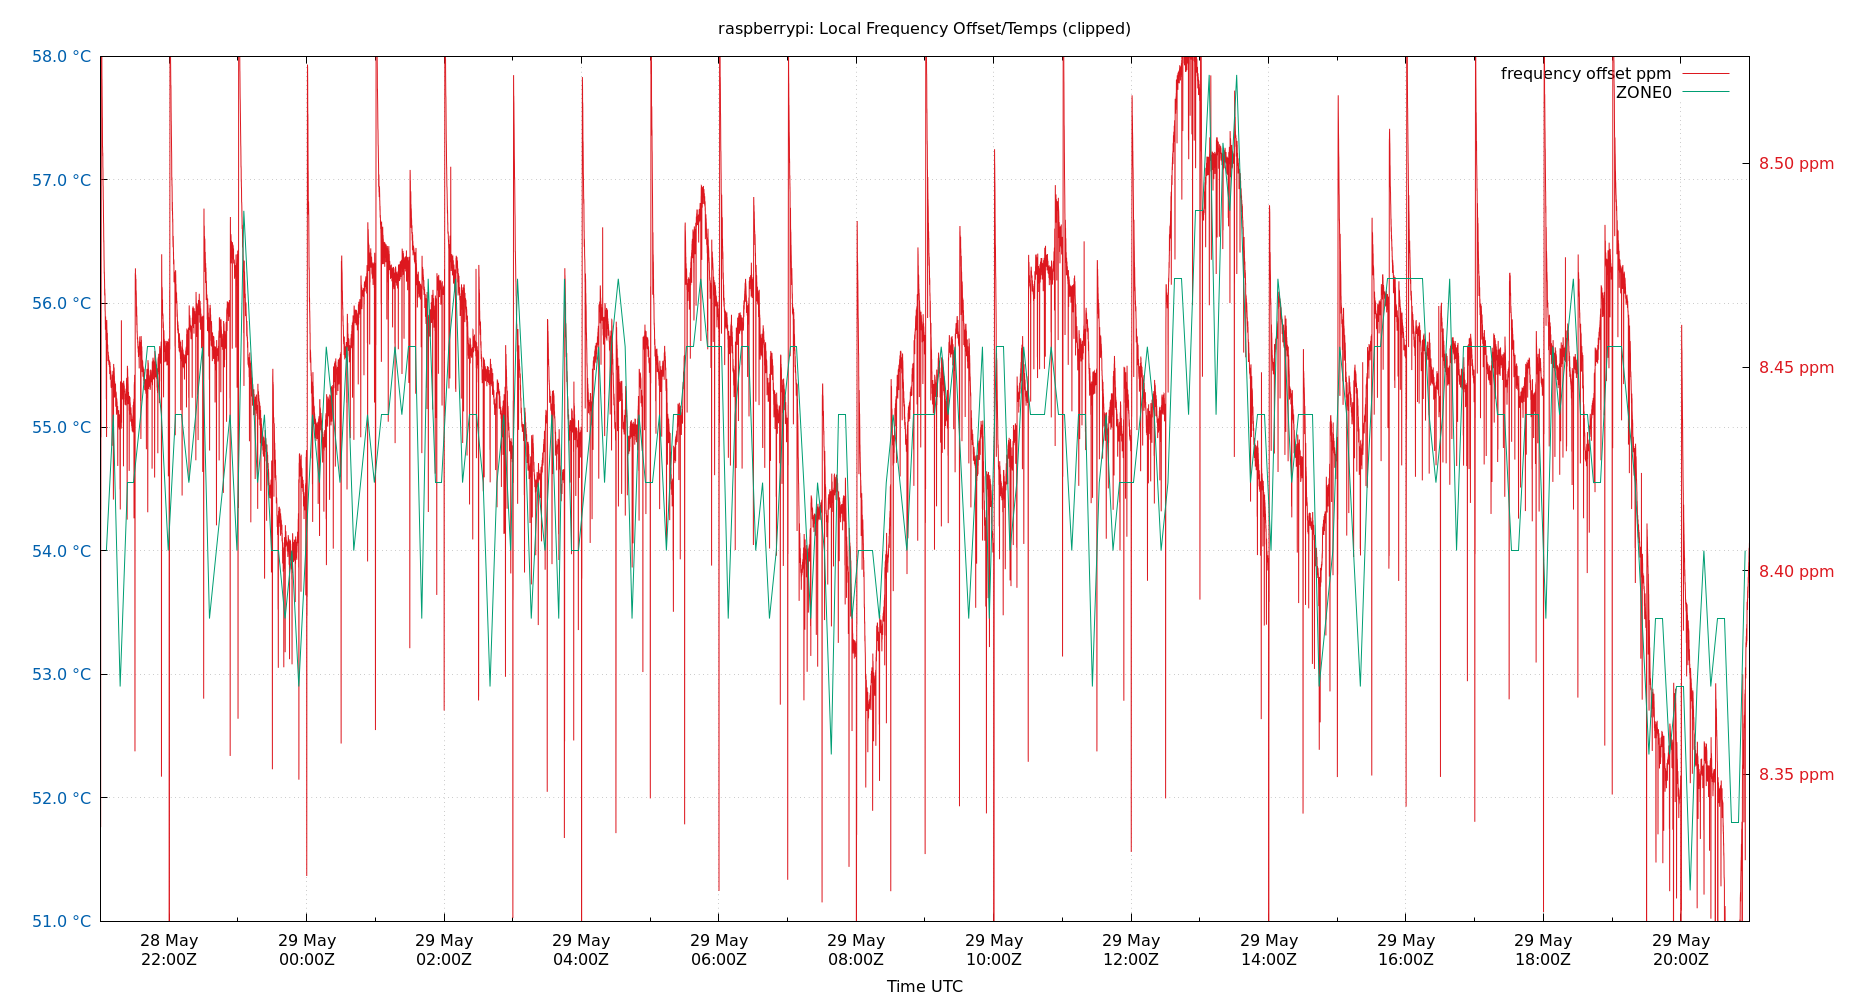 raspberrypi: Local Frequency Offset/Temps (clipped)
58.0 °C
57.0 °C
56.0 °C
55.0 °C
54.0 °C
53.0 °C
52.0 °C
51.0 °C
frequency offset ppm
ZONE0
8.50 ppm
8.45 ppm
8.40 ppm
8.35 ppm
28 May
22:00Z
29 May
00:00Z
29 May
02:00Z
29 May
04:00Z
29 May
06:00Z
29 May
08:00Z
29 May
10:00Z
29 May
12:00Z
29 May
14:00Z
29 May
16:00Z
29 May
18:00Z
29 May
20:00Z
Time UTC